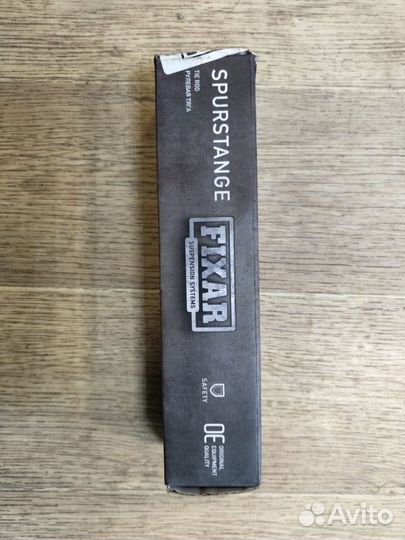 SPURSTANGE
TIE ROD
РУЛЕВАЯ ТЯГА
FIXAR
SUSPENSION SYSTEMS
SAFETY
OE
ORIGINAL
EQUIPMENT
QUALITY
Avito